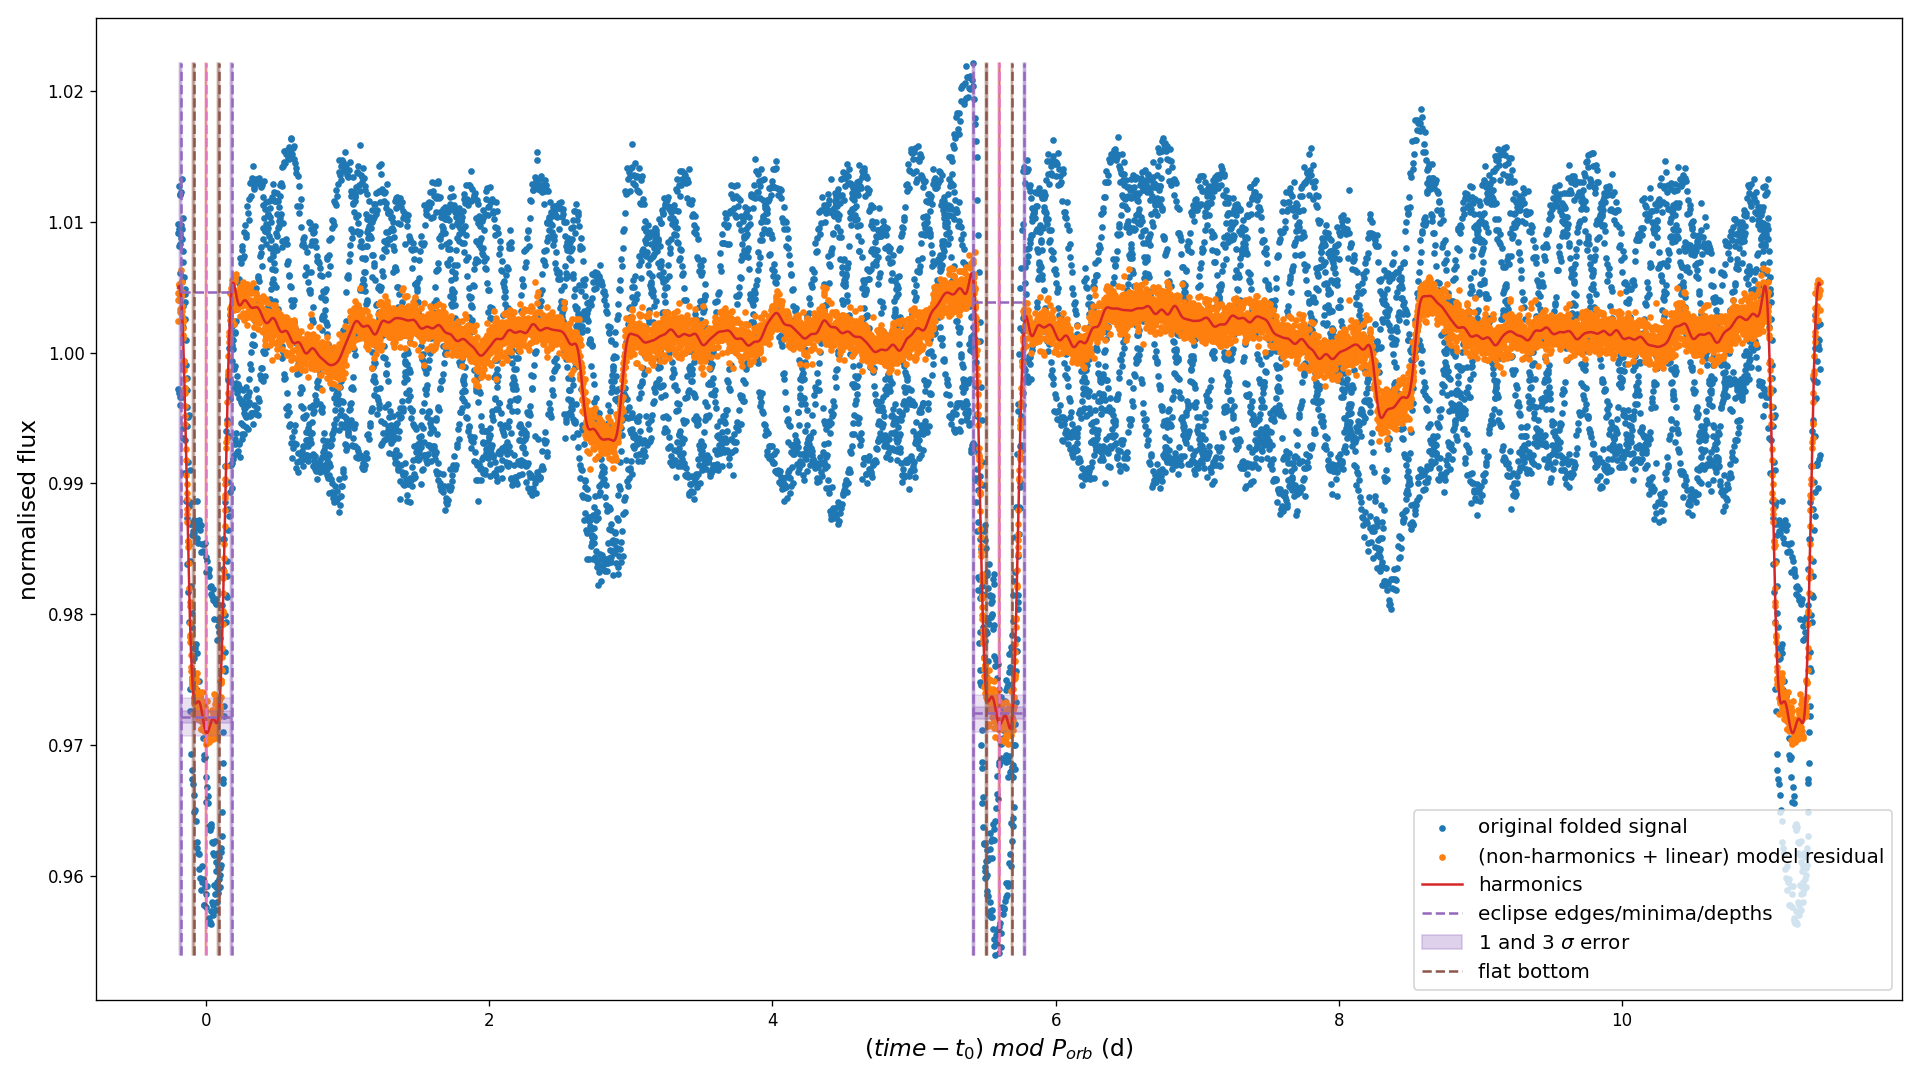 normalised flux
1.02
1.01
1.00
0.99
0.98
0.97
0.96
0
2
4
6
8
10
(time − t₀) mod Pₒᵣb (d)
original folded signal
(non-harmonics + linear) model residual
harmonics
eclipse edges/minima/depths
1 and 3 σ error
flat bottom